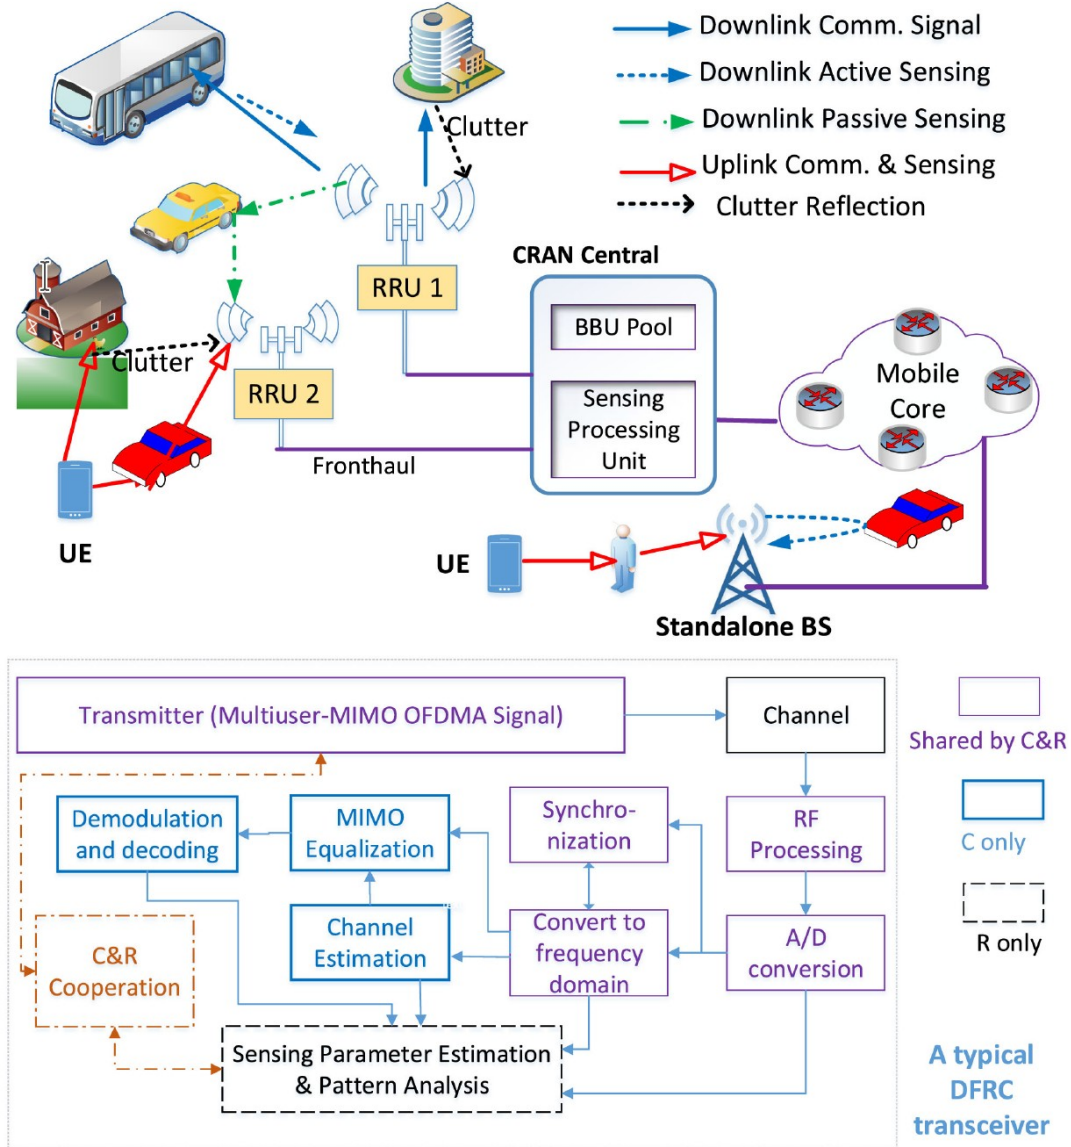 Downlink Comm. Signal
Downlink Active Sensing
Downlink Passive Sensing
Uplink Comm. & Sensing
Clutter Reflection
Clutter
CRAN Central
RRU 1
BBU Pool
Clutter
RRU 2
Sensing
Processing
Unit
Mobile
Core
Fronthaul
UE
UE
Standalone BS
Transmitter (Multiuser-MIMO OFDMA Signal)
Channel
Shared by C&R
Demodulation
and decoding
MIMO
Equalization
Synchro-
nization
RF
Processing
C only
Channel
Estimation
Convert to
frequency
domain
A/D
conversion
R only
C&R
Cooperation
Sensing Parameter Estimation
& Pattern Analysis
A typical
DFRC
transceiver